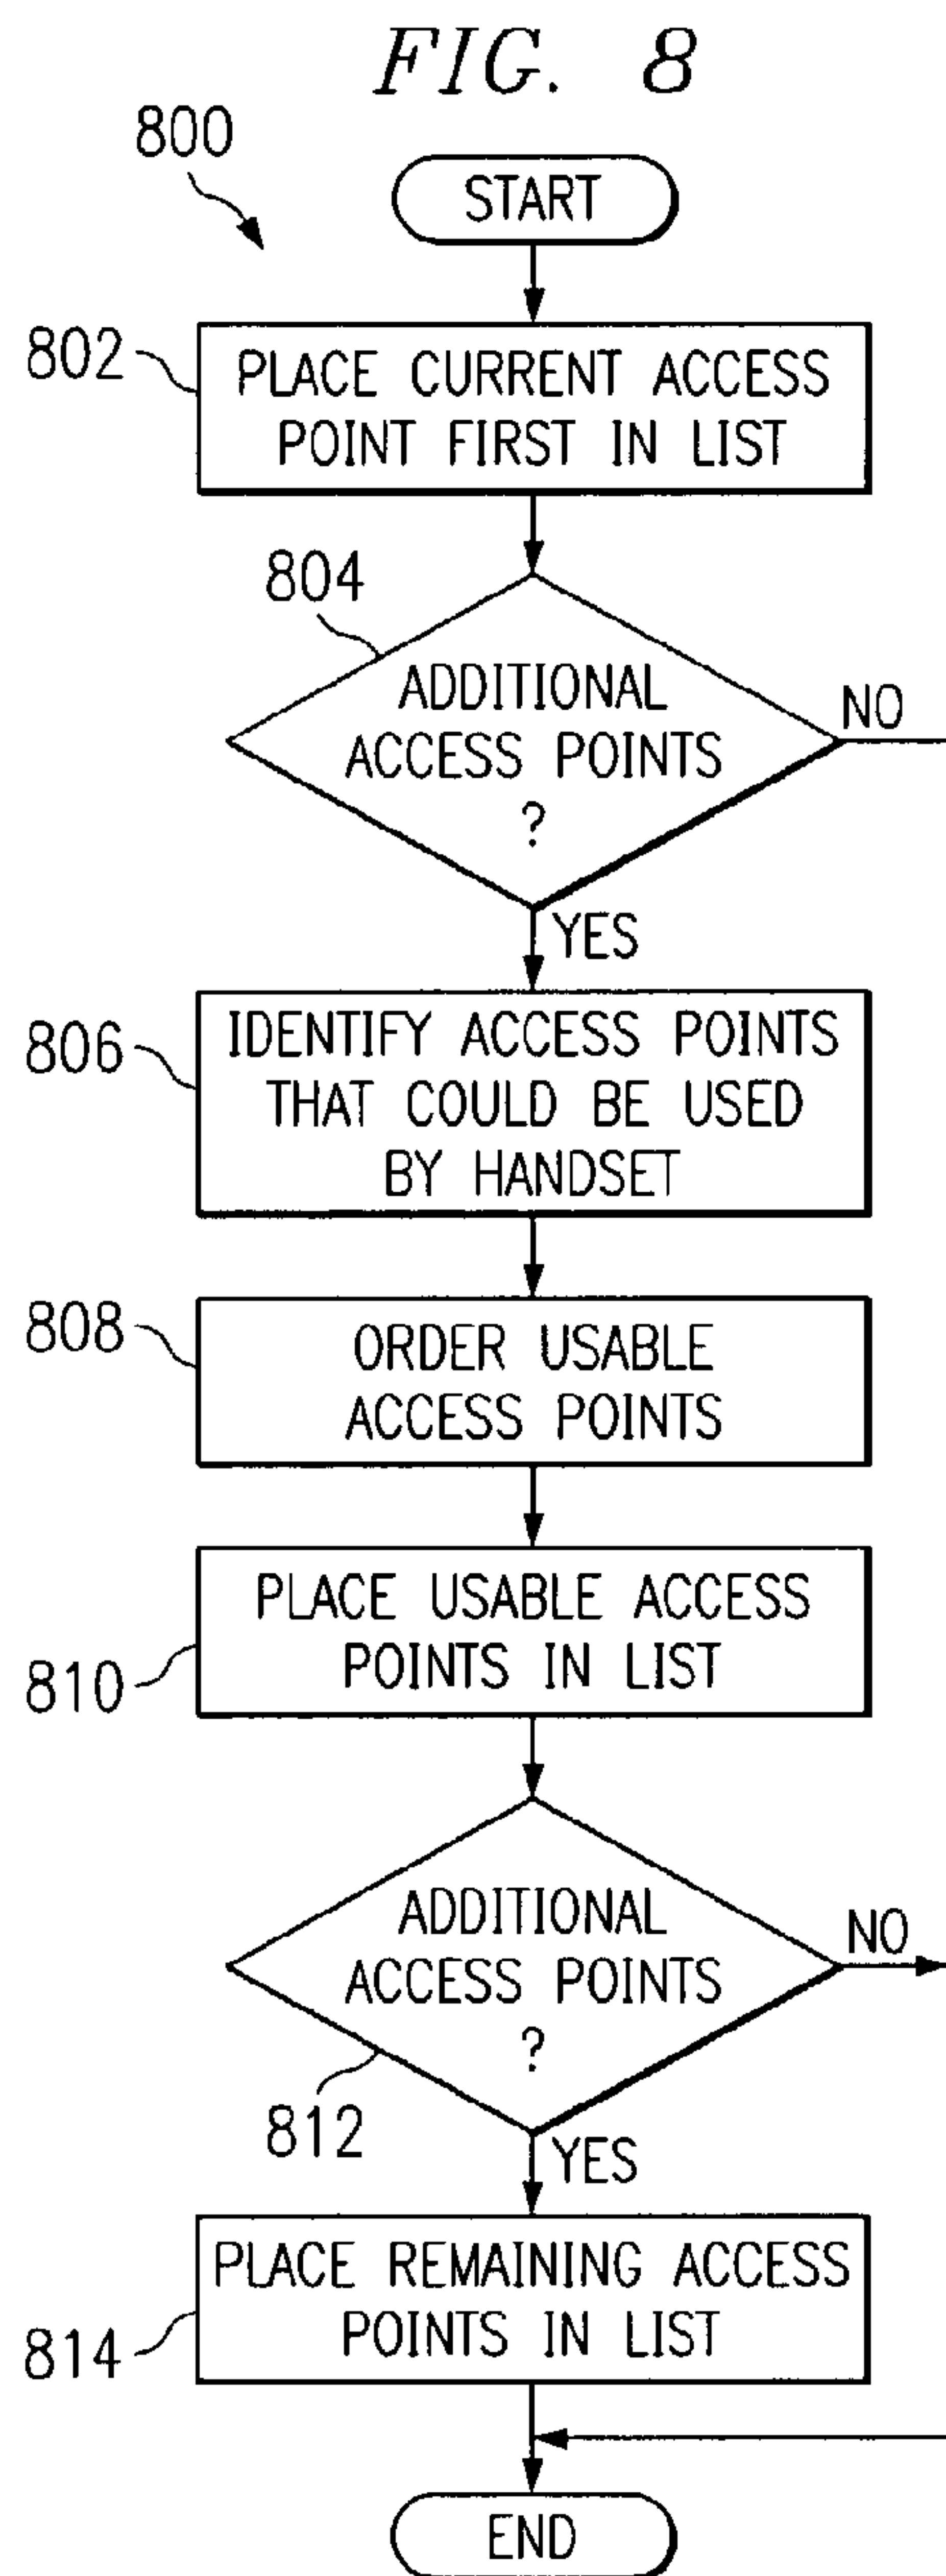 FIG. 8
800
START
802
PLACE CURRENT ACCESS
POINT FIRST IN LIST
804
ADDITIONAL
ACCESS POINTS
?
NO
YES
806
IDENTIFY ACCESS POINTS
THAT COULD BE USED
BY HANDSET
808
ORDER USABLE
ACCESS POINTS
810
PLACE USABLE ACCESS
POINTS IN LIST
ADDITIONAL
ACCESS POINTS
?
NO
812
YES
PLACE REMAINING ACCESS
POINTS IN LIST
814
END